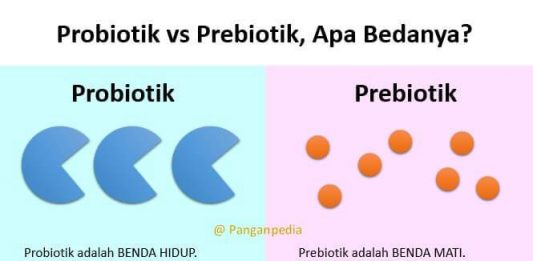 Probiotik vs Prebiotik, Apa Bedanya?
Probiotik
Prebiotik
@ Panganpedia
Probiotik adalah BENDA HIDUP.
Prebiotik adalah BENDA MATI.